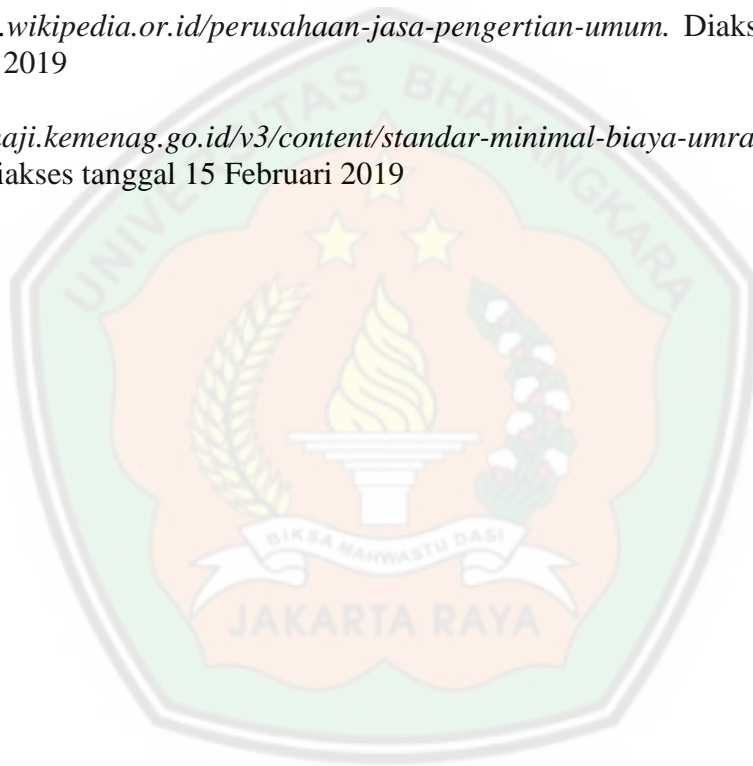 .wikipedia.or.id/perusahaan-jasa-pengertian-umum. Diaks
2019
aji.kemenag.go.id/v3/content/standar-minimal-biaya-umra
iakses tanggal 15 Februari 2019
UNIVERSITAS BHAYANGKARA
BIKSA MAHWASTU DASI
JAKARTA RAYA